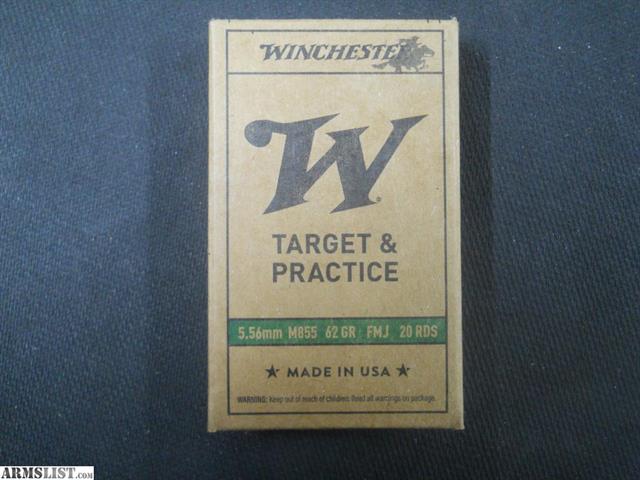 WINCHESTER
W
TARGET &
PRACTICE
5.56mm M855 62 GR FMJ 20 RDS
★ MADE IN USA ★
WARNING: Keep out of reach of children. Read all warnings on package.
ARMSLIST.com